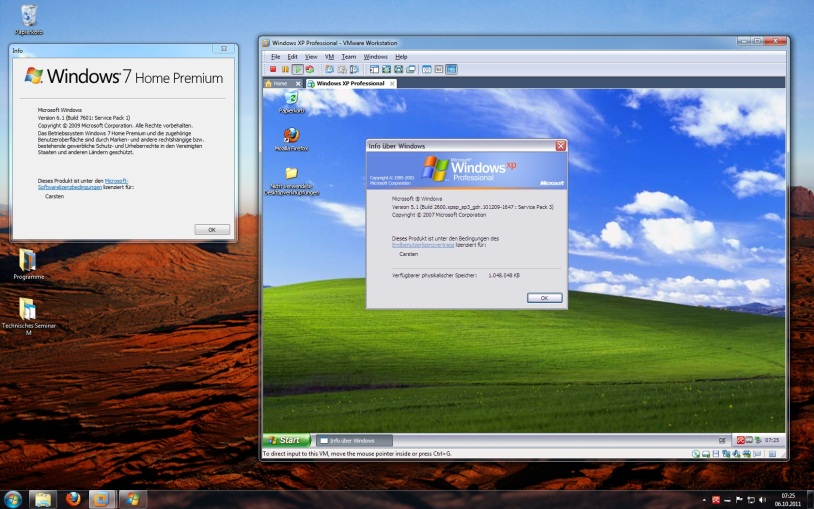 Papierkorb
Info
Windows 7 Home Premium
Microsoft Windows
Version 6.1 (Build 7601: Service Pack 1)
Copyright © 2009 Microsoft Corporation. Alle Rechte vorbehalten.
Das Betriebssystem Windows 7 Home Premium und die zugehörige
Benutzeroberfläche sind durch Marken- und andere rechtshängige bzw.
bestehende gewerbliche Schutz- und Urheberrechte in den Vereinigten
Staaten und anderen Ländern geschützt.
Dieses Produkt ist unter den Microsoft-
Softwarelizenzbedingungen lizenziert für:
Carsten
OK
Programme
Technisches Seminar
M
Windows XP Professional - VMware Workstation
File Edit View VM Team Windows Help
Home
Windows XP Professional
Papierkorb
Mozilla Firefox
Nicht verwendete
Desktopverknüpfungen
Info über Windows
Copyright © 1985-2001
Microsoft Corporation
Microsoft
Windows xp
Professional
Microsoft
Microsoft ® Windows
Version 5.1 (Build 2600.xpsp_sp3_gdr.101209-1647 : Service Pack 3)
Copyright © 2007 Microsoft Corporation
Dieses Produkt ist unter den Bedingungen des
Endbenutzerlizenzvertrags lizenziert für:
Carsten
Verfügbarer physikalischer Speicher: 1.048.048 KB
OK
Start
Info über Windows
DE
07:25
To direct input to this VM, move the mouse pointer inside or press Ctrl+G.
07:25
06.10.2011